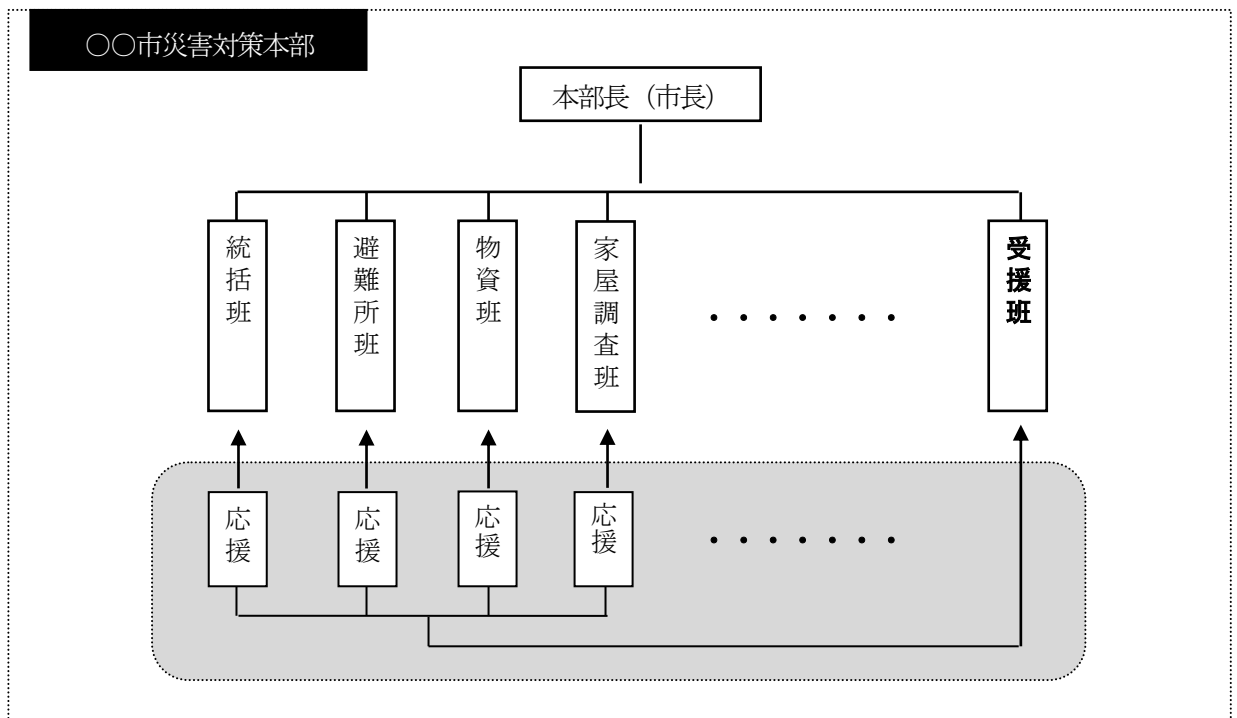 〇〇市災害対策本部
本部長（市長）
統括班
避難所班
物資班
家屋調査班
・・・・・・・
受援班
応援
応援
応援
応援
・・・・・・・